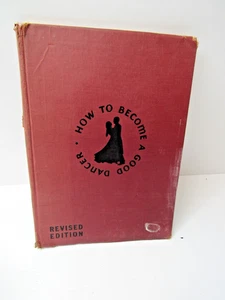 • HOW TO BECOME A GOOD DANCER
REVISED
EDITION